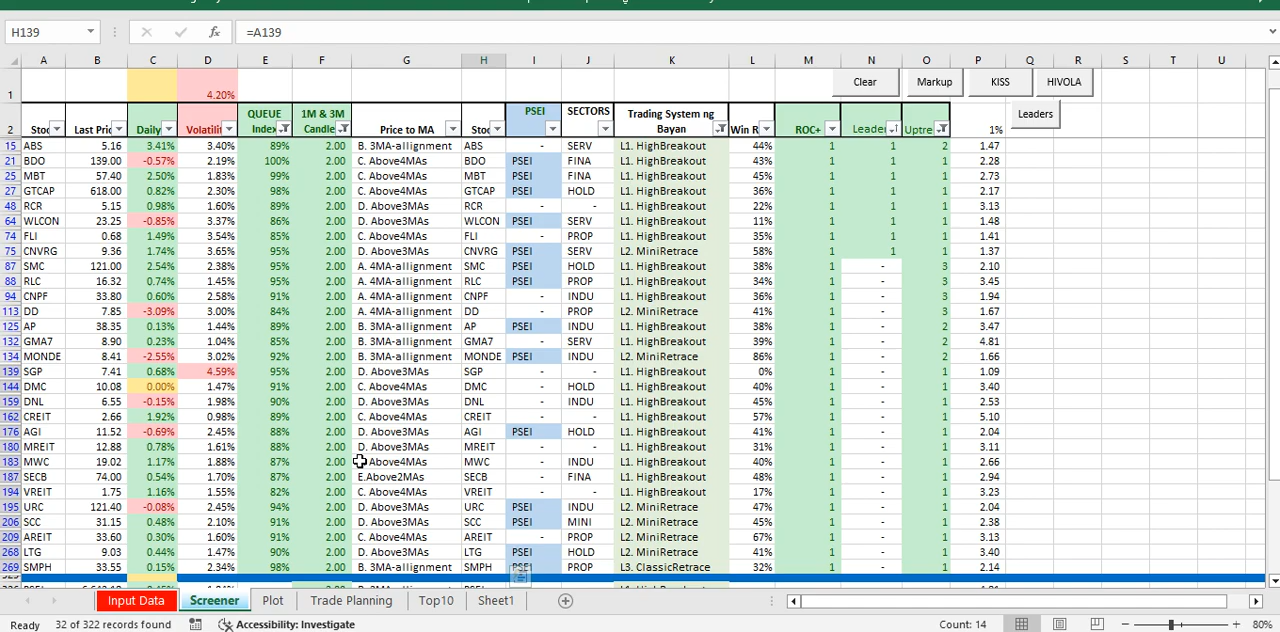 H139 fx =A139
A B C D E F G H I J K L M N O P Q R S T U
1 4.20% Clear Markup KISS HIVOLA
QUEUE 1M & 3M PSEI SECTORS Trading System ng Leaders
2 Stoc Last Pric Daily Volatilit Index Candle Price to MA Stoc Bayan Win R ROC+ Leade Uptre 1%
15 ABS 5.16 3.41% 3.40% 89% 2.00 B. 3MA-allignment ABS - SERV L1. HighBreakout 44% 1 1 2 1.47
21 BDO 139.00 -0.57% 2.19% 100% 2.00 C. Above4MAs BDO PSEI FINA L1. HighBreakout 43% 1 1 1 2.28
25 MBT 57.40 2.50% 1.83% 99% 2.00 C. Above4MAs MBT PSEI FINA L1. HighBreakout 45% 1 1 1 2.73
27 GTCAP 618.00 0.82% 2.30% 98% 2.00 C. Above4MAs GTCAP PSEI HOLD L1. HighBreakout 36% 1 1 1 2.17
48 RCR 5.15 0.98% 1.60% 89% 2.00 D. Above3MAs RCR - - L1. HighBreakout 22% 1 1 1 3.13
64 WLCON 23.25 -0.85% 3.37% 86% 2.00 D. Above3MAs WLCON PSEI SERV L1. HighBreakout 11% 1 1 1 1.48
74 FLI 0.68 1.49% 3.54% 85% 2.00 C. Above4MAs FLI - PROP L1. HighBreakout 35% 1 1 1 1.41
75 CNVRG 9.36 1.74% 3.65% 95% 2.00 D. Above3MAs CNVRG PSEI SERV L2. MiniRetrace 58% 1 1 1 1.37
87 SMC 121.00 2.54% 2.38% 95% 2.00 A. 4MA-allignment SMC PSEI HOLD L1. HighBreakout 38% 1 - 3 2.10
88 RLC 16.32 0.74% 1.45% 95% 2.00 A. 4MA-allignment RLC PSEI PROP L1. HighBreakout 34% 1 - 3 3.45
94 CNPF 33.80 0.60% 2.58% 91% 2.00 A. 4MA-allignment CNPF - INDU L1. HighBreakout 36% 1 - 3 1.94
113 DD 7.85 -3.09% 3.00% 84% 2.00 A. 4MA-allignment DD - PROP L2. MiniRetrace 41% 1 - 3 1.67
125 AP 38.35 0.13% 1.44% 89% 2.00 B. 3MA-allignment AP PSEI INDU L1. HighBreakout 38% 1 - 2 3.47
132 GMA7 8.90 0.23% 1.04% 85% 2.00 B. 3MA-allignment GMA7 - SERV L1. HighBreakout 39% 1 - 2 4.81
134 MONDE 8.41 -2.55% 3.02% 92% 2.00 B. 3MA-allignment MONDE PSEI INDU L2. MiniRetrace 86% 1 - 2 1.66
139 SGP 7.41 0.68% 4.59% 95% 2.00 D. Above3MAs SGP - - L1. HighBreakout 0% 1 - 1 1.09
144 DMC 10.08 0.00% 1.47% 91% 2.00 C. Above4MAs DMC - HOLD L1. HighBreakout 40% 1 - 1 3.40
151 DNL 6.55 -0.15% 1.98% 90% 2.00 D. Above3MAs DNL - INDU L1. HighBreakout 45% 1 - 1 2.53
162 CREIT 2.66 1.92% 0.98% 89% 2.00 C. Above4MAs CREIT - - L1. HighBreakout 57% 1 - 1 5.10
176 AGI 11.52 -0.69% 2.45% 88% 2.00 D. Above3MAs AGI PSEI HOLD L1. HighBreakout 41% 1 - 1 2.04
180 MREIT 12.88 0.78% 1.61% 88% 2.00 D. Above3MAs MREIT - - L1. HighBreakout 31% 1 - 1 3.11
183 MWC 19.02 1.17% 1.88% 87% 2.00 Above4MAs MWC - INDU L1. HighBreakout 40% 1 - 1 2.66
187 SECB 74.00 0.54% 1.70% 87% 2.00 E.Above2MAs SECB - FINA L1. HighBreakout 48% 1 - 1 2.94
194 VREIT 1.75 1.16% 1.55% 82% 2.00 C. Above4MAs VREIT - - L1. HighBreakout 17% 1 - 1 3.23
195 URC 121.40 -0.08% 2.45% 94% 2.00 D. Above3MAs URC PSEI INDU L2. MiniRetrace 47% 1 - 1 2.04
206 SCC 31.15 0.48% 2.10% 91% 2.00 D. Above3MAs SCC PSEI MINI L2. MiniRetrace 45% 1 - 1 2.38
209 AREIT 33.60 0.30% 1.60% 91% 2.00 C. Above4MAs AREIT - PROP L2. MiniRetrace 67% 1 - 1 3.13
268 LTG 9.03 0.44% 1.47% 90% 2.00 D. Above3MAs LTG PSEI HOLD L2. MiniRetrace 41% 1 - 1 3.40
269 SMPH 33.55 0.15% 2.34% 98% 2.00 D. Above3MAs SMPH PSEI PROP L3. ClassicRetrace 32% 1 - 1 2.14
Input Data Screener Plot Trade Planning Top10 Sheet1
Ready 32 of 322 records found Accessibility: Investigate Count: 14 80%